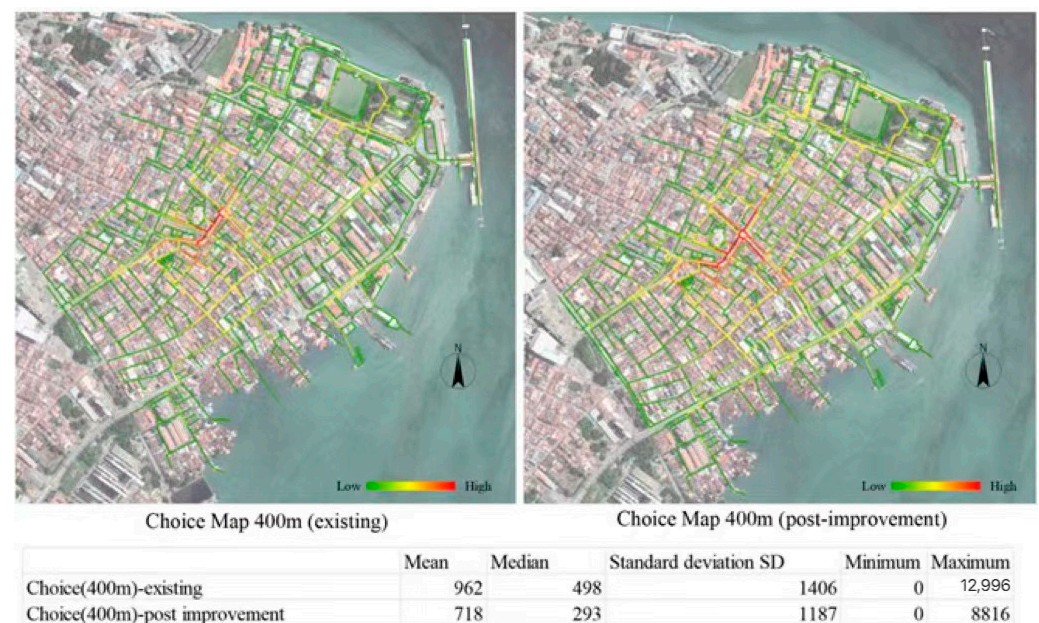 N
Low High
Choice Map 400m (existing)
N
Low High
Choice Map 400m (post-improvement)
Mean Median Standard deviation SD Minimum Maximum
Choice(400m)-existing 962 498 1406 0 12,996
Choice(400m)-post improvement 718 293 1187 0 8816